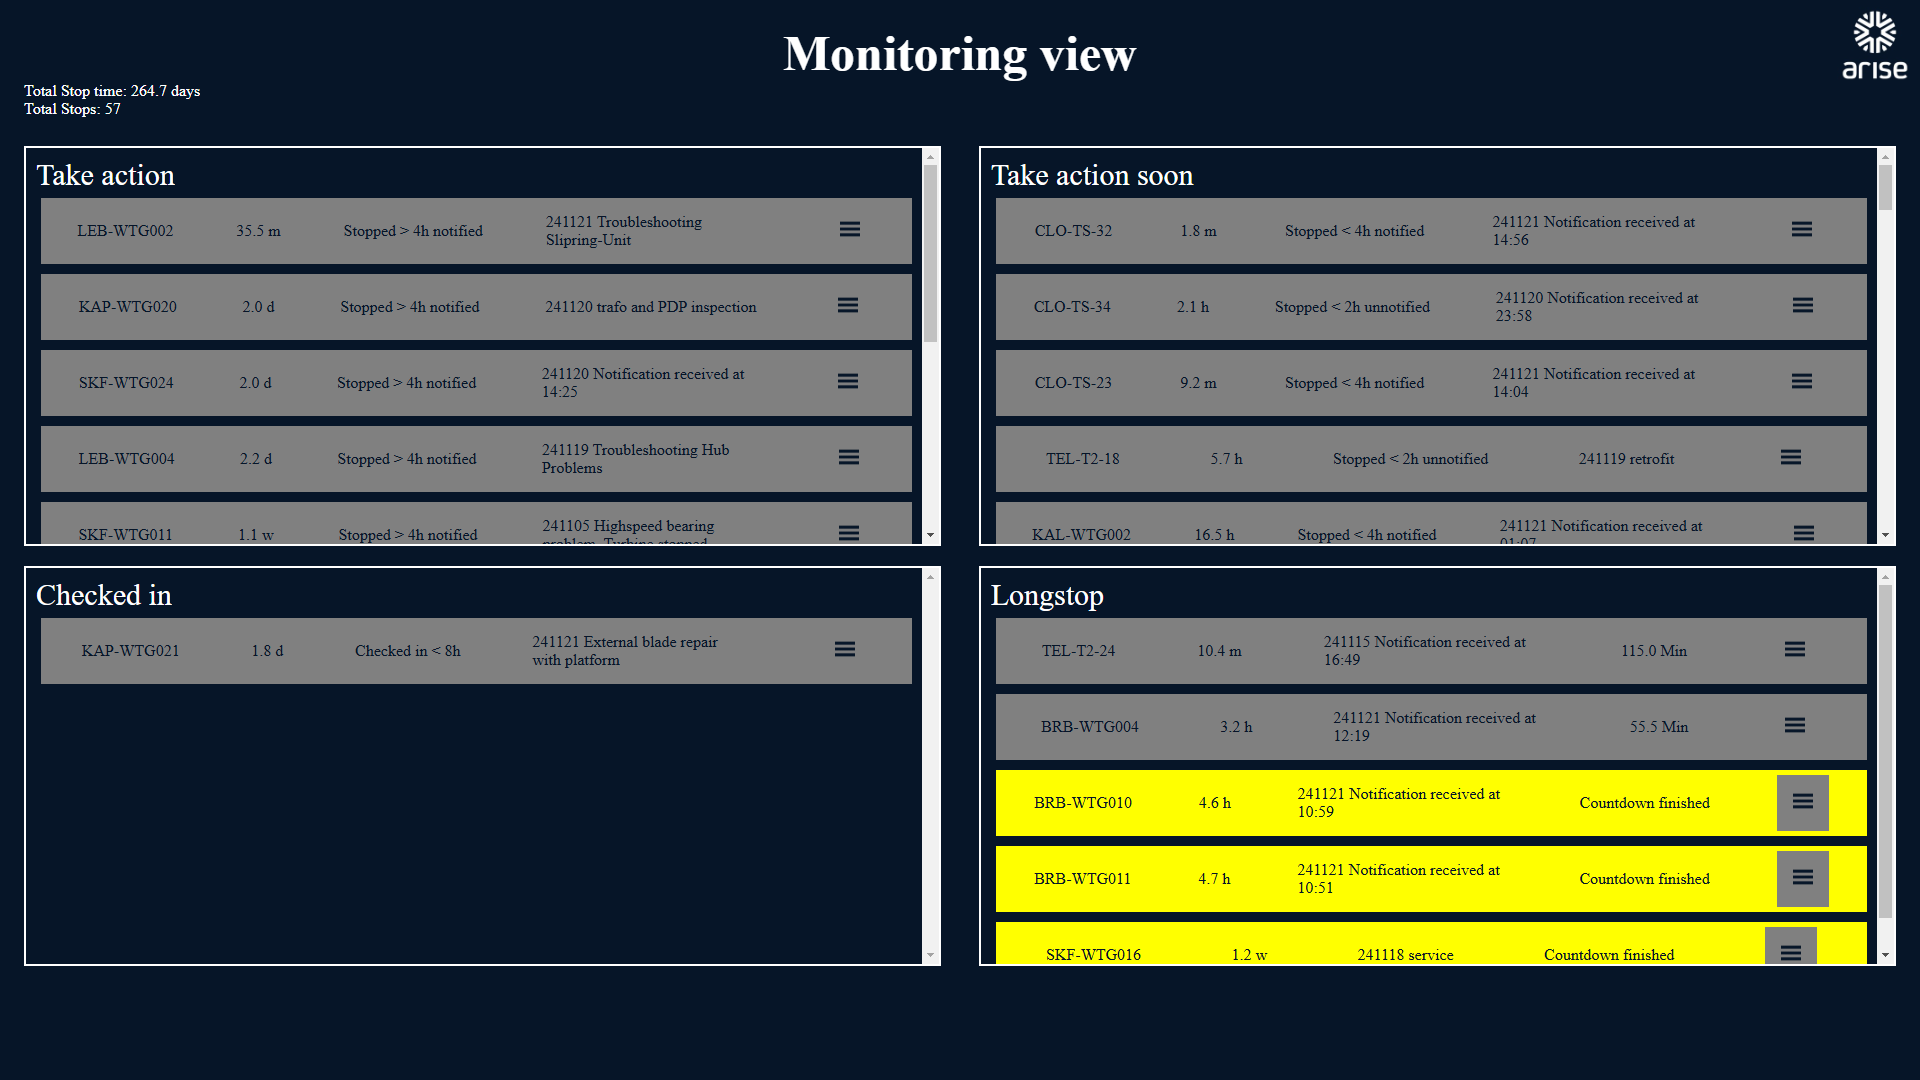 Monitoring view
arise
Total Stop time: 264.7 days
Total Stops: 57
Take action
LEB-WTG002 35.5 m Stopped > 4h notified 241121 Troubleshooting
Slipring-Unit
KAP-WTG020 2.0 d Stopped > 4h notified 241120 trafo and PDP inspection
SKF-WTG024 2.0 d Stopped > 4h notified 241120 Notification received at
14:25
LEB-WTG004 2.2 d Stopped > 4h notified 241119 Troubleshooting Hub
Problems
SKF-WTG011 1.1 w Stopped > 4h notified 241105 Highspeed bearing
problem. Turbine stopped
Take action soon
CLO-TS-32 1.8 m Stopped < 4h notified 241121 Notification received at
14:56
CLO-TS-34 2.1 h Stopped < 2h unnotified 241120 Notification received at
23:58
CLO-TS-23 9.2 m Stopped < 4h notified 241121 Notification received at
14:04
TEL-T2-18 5.7 h Stopped < 2h unnotified 241119 retrofit
KAL-WTG002 16.5 h Stopped < 4h notified 241121 Notification received at
01:07
Checked in
KAP-WTG021 1.8 d Checked in < 8h 241121 External blade repair
with platform
Longstop
TEL-T2-24 10.4 m 241115 Notification received at
16:49
115.0 Min
BRB-WTG004 3.2 h 241121 Notification received at
12:19
55.5 Min
BRB-WTG010 4.6 h 241121 Notification received at
10:59
Countdown finished
BRB-WTG011 4.7 h 241121 Notification received at
10:51
Countdown finished
SKF-WTG016 1.2 w 241118 service Countdown finished